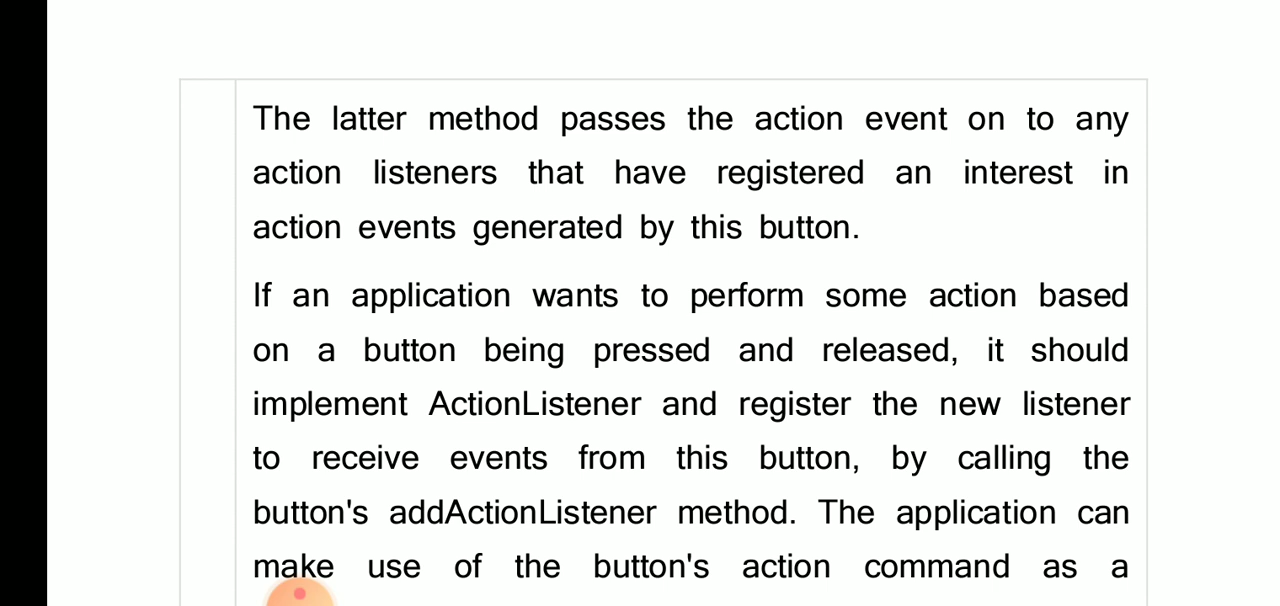 The latter method passes the action event on to any
action listeners that have registered an interest in
action events generated by this button.
If an application wants to perform some action based
on a button being pressed and released, it should
implement ActionListener and register the new listener
to receive events from this button, by calling the
button's addActionListener method. The application can
make use of the button's action command as a